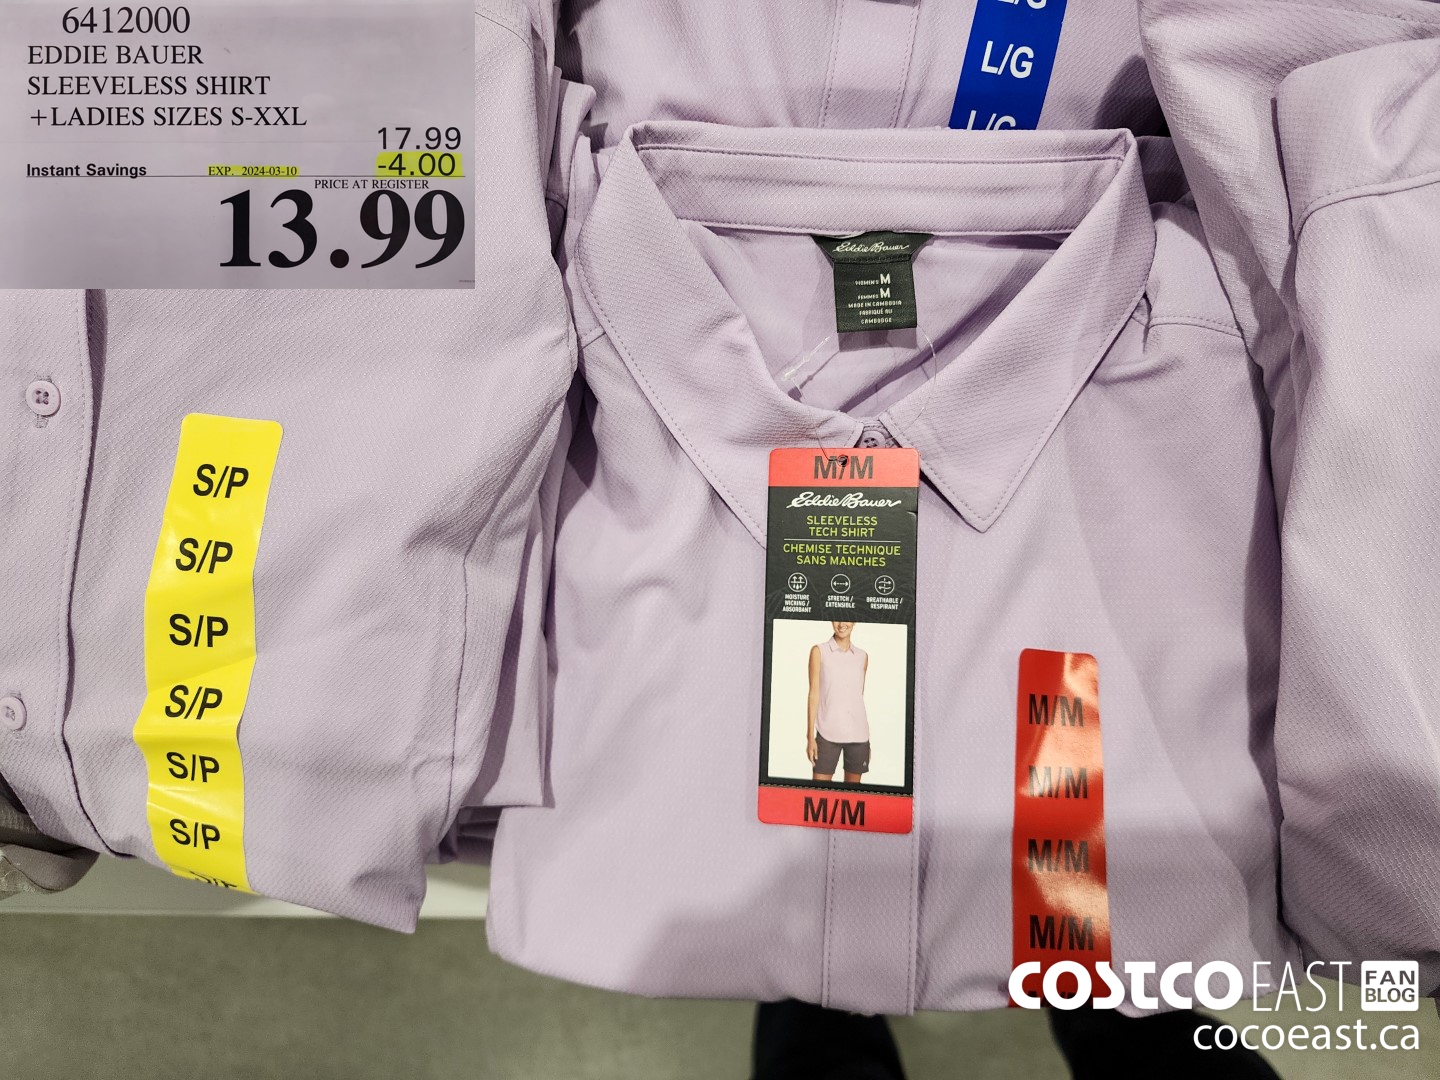 6412000
EDDIE BAUER
SLEEVELESS SHIRT
+LADIES SIZES S-XXL
17.99
Instant Savings EXP. 2024-03-10 -4.00
PRICE AT REGISTER
13.99
L/G
L/G
L/G
Eddie Bauer
WOMEN'S M
FEMMES M
MADE IN CAMBODIA
FABRIQUÉ AU
CAMBODGE
S/P
S/P
S/P
S/P
S/P
S/P
S/P
M/M
Eddie Bauer
SLEEVELESS
TECH SHIRT
CHEMISE TECHNIQUE
SANS MANCHES
MOISTURE
WICKING /
ABSORBANT
STRETCH /
EXTENSIBLE
BREATHABLE /
RESPIRANT
M/M
M/M
M/M
M/M
M/M
COSTCO EAST FAN
BLOG
cocoeast.ca